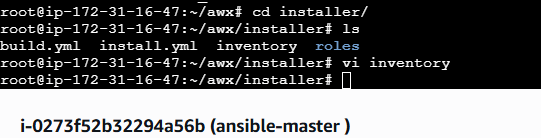 root@ip-172-31-16-47:~/awx# cd installer/
root@ip-172-31-16-47:~/awx/installer# ls
build.yml  install.yml  inventory  roles
root@ip-172-31-16-47:~/awx/installer# vi inventory
root@ip-172-31-16-47:~/awx/installer#
i-0273f52b32294a56b (ansible-master )